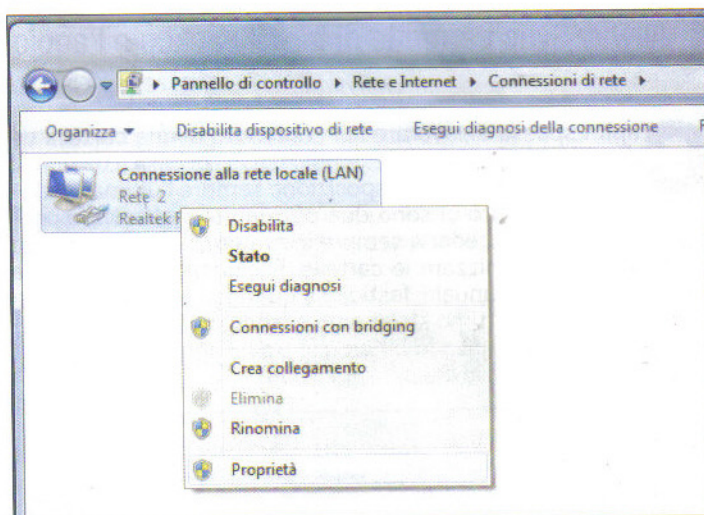 Pannello di controllo Rete e Internet Connessioni di rete
Organizza Disabilita dispositivo di rete Esegui diagnosi della connessione
Connessione alla rete locale (LAN)
Rete 2
Realtek
Disabilita
Stato
Esegui diagnosi
Connessioni con bridging
Crea collegamento
Elimina
Rinomina
Proprietà